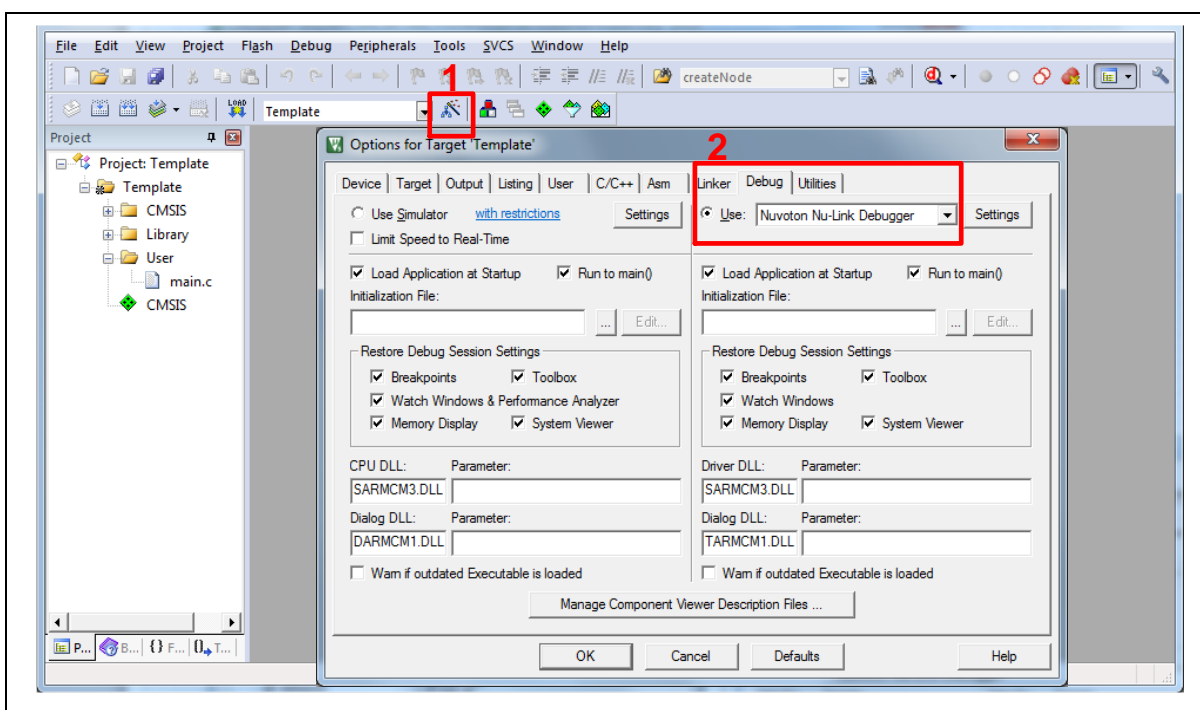 File Edit View Project Flash Debug Peripherals Tools SVCS Window Help
createNode
1
LOAD Template
Project
Project: Template
Template
CMSIS
Library
User
main.c
CMSIS
P... B... {} F... T...
Options for Target 'Template'
2
Device Target Output Listing User C/C++ Asm Linker Debug Utilities
Use Simulator with restrictions Settings
Limit Speed to Real-Time
Use: Nuvoton Nu-Link Debugger Settings
Load Application at Startup Run to main()
Initialization File:
... Edit...
Load Application at Startup Run to main()
Initialization File:
... Edit...
Restore Debug Session Settings
Breakpoints Toolbox
Watch Windows & Performance Analyzer
Memory Display System Viewer
Restore Debug Session Settings
Breakpoints Toolbox
Watch Windows
Memory Display System Viewer
CPU DLL: Parameter:
SARMCM3.DLL
Dialog DLL: Parameter:
DARMCM1.DLL
Warn if outdated Executable is loaded
Driver DLL: Parameter:
SARMCM3.DLL
Dialog DLL: Parameter:
TARMCM1.DLL
Warn if outdated Executable is loaded
Manage Component Viewer Description Files ...
OK Cancel Defaults Help